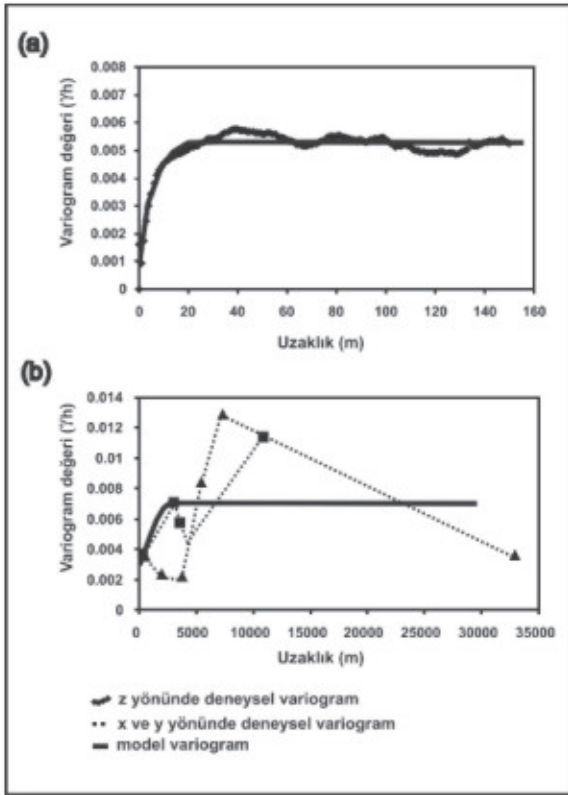 (a)
0.008
0.007
0.006
0.005
0.004
0.003
0.002
0.001
0
Variogram değeri (γh)
0 20 40 60 80 100 120 140 160
Uzaklık (m)
(b)
0.014
0.012
0.010
0.008
0.006
0.004
0.002
0
Variogram değeri (γh)
0 5000 10000 15000 20000 25000 30000 35000
Uzaklık (m)
z yönünde deneysel variogram
x ve y yönünde deneysel variogram
model variogram